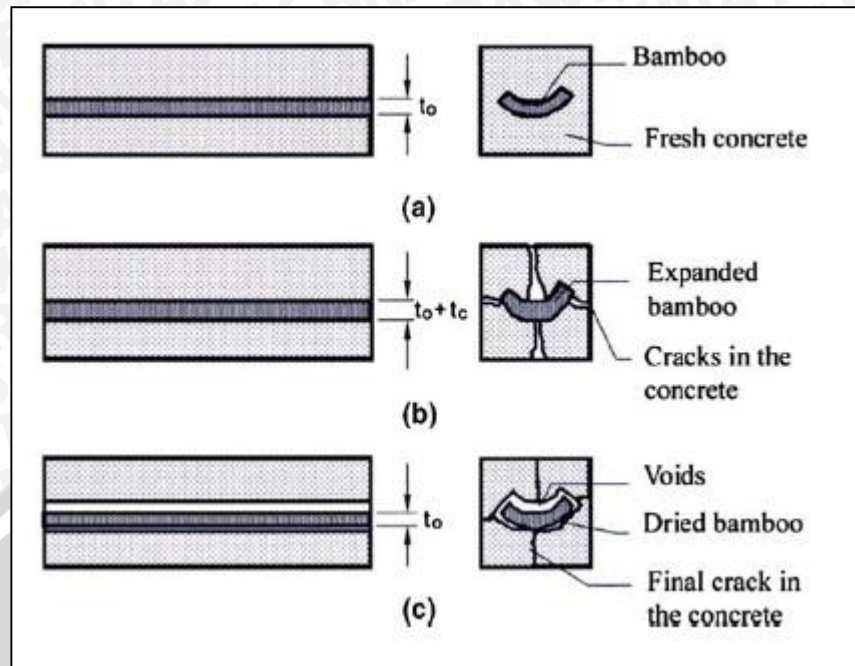 Bamboo
t₀
Fresh concrete
(a)
Expanded
bamboo
t₀ + t_c
Cracks in the
concrete
(b)
Voids
t₀
Dried bamboo
Final crack in
the concrete
(c)